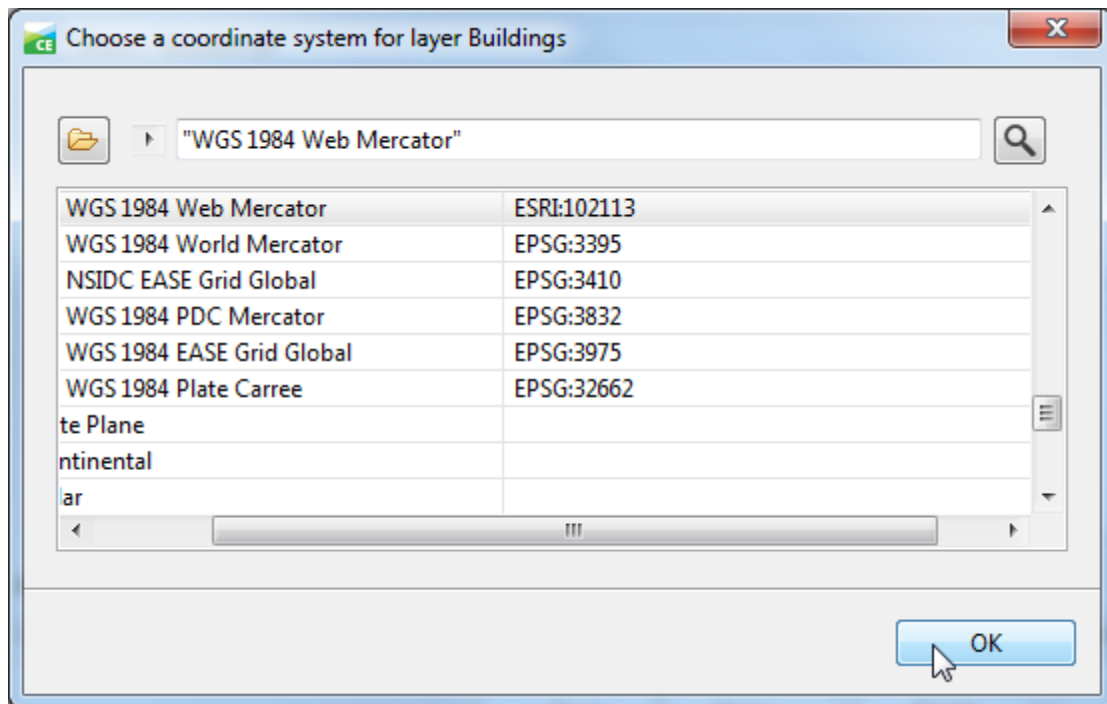 CE Choose a coordinate system for layer Buildings
"WGS 1984 Web Mercator"
WGS 1984 Web Mercator ESRI:102113
WGS 1984 World Mercator EPSG:3395
NSIDC EASE Grid Global EPSG:3410
WGS 1984 PDC Mercator EPSG:3832
WGS 1984 EASE Grid Global EPSG:3975
WGS 1984 Plate Carree EPSG:32662
te Plane
ntinental
lar
OK